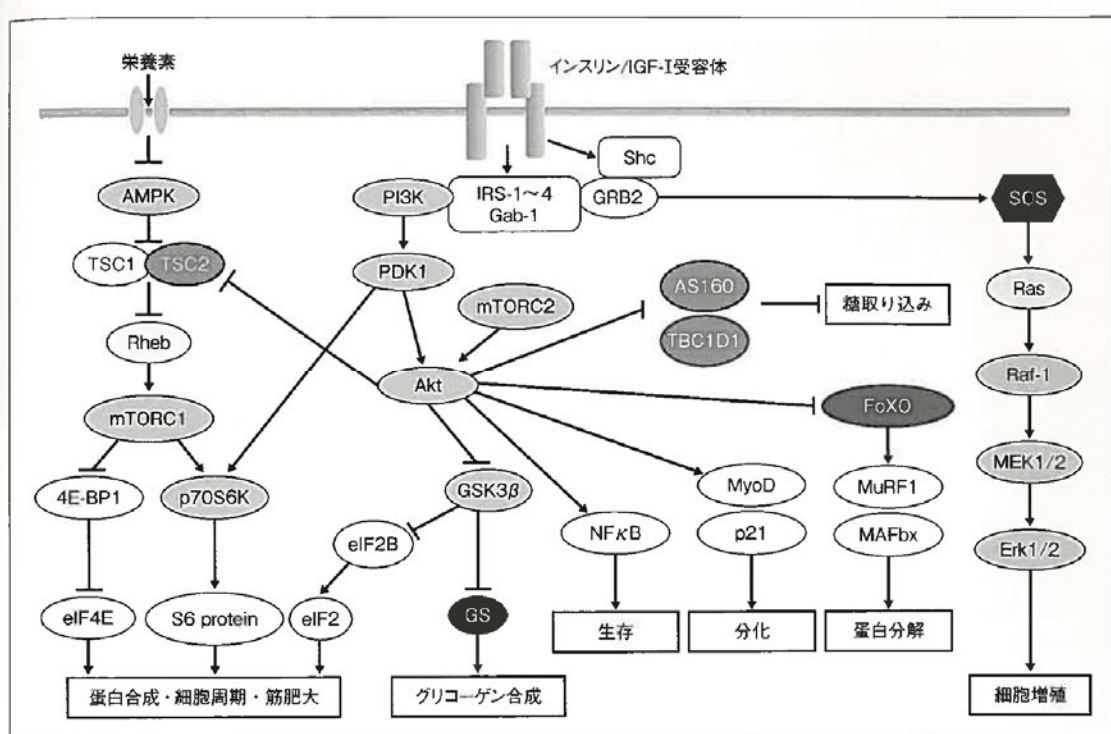 栄養素
インスリン/IGF-I受容体
Shc
AMPK
PI3K
IRS-1〜4
Gab-1
GRB2
SOS
TSC1
TSC2
PDK1
mTORC2
AS160
TBC1D1
糖取り込み
Ras
Rheb
Akt
FoXO
Raf-1
mTORC1
4E-BP1
p70S6K
GSK3β
MyoD
MuRF1
MEK1/2
eIF2B
NFκB
p21
MAFbx
Erk1/2
eIF4E
S6 protein
eIF2
GS
生存
分化
蛋白分解
蛋白合成・細胞周期・筋肥大
グリコーゲン合成
細胞増殖